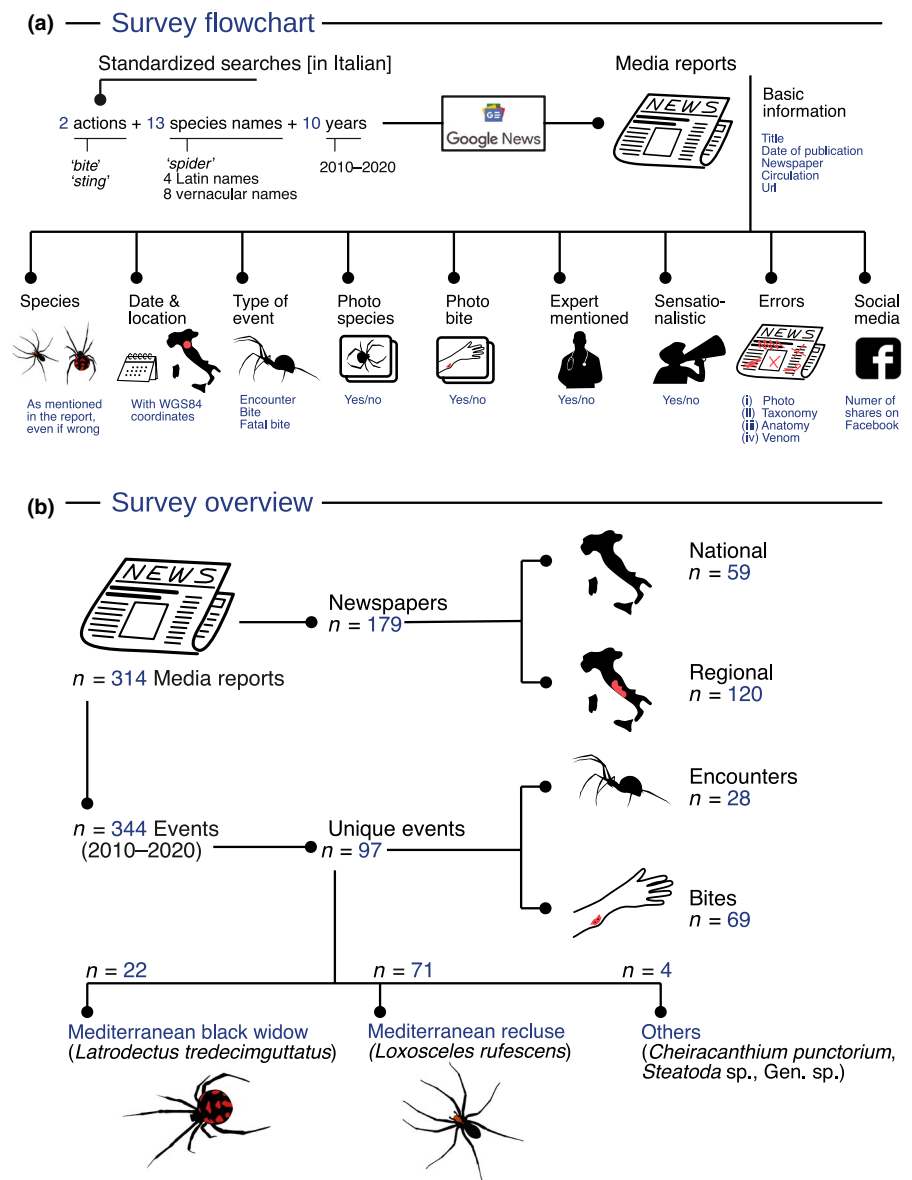 (a) Survey flowchart
Standardized searches [in Italian]
2 actions + 13 species names + 10 years
'bite'
'sting'
'spider'
4 Latin names
8 vernacular names
2010–2020
GE
Google News
Media reports
NEWS
Basic
information
Title
Date of publication
Newspaper
Circulation
Url
Species
As mentioned
in the report,
even if wrong
Date &
location
With WGS84
coordinates
Type of
event
Encounter
Bite
Fatal bite
Photo
species
Yes/no
Photo
bite
Yes/no
Expert
mentioned
Yes/no
Sensatio-
nalistic
Yes/no
Errors
NEWS
(i) Photo
(ii) Taxonomy
(iii) Anatomy
(iv) Venom
Social
media
f
Numer of
shares on
Facebook
(b) Survey overview
NEWS
n = 314 Media reports
Newspapers
n = 179
National
n = 59
Regional
n = 120
n = 344 Events
(2010–2020)
Unique events
n = 97
Encounters
n = 28
Bites
n = 69
n = 22
Mediterranean black widow
(Latrodectus tredecimguttatus)
n = 71
Mediterranean recluse
(Loxosceles rufescens)
n = 4
Others
(Cheiracanthium punctorium,
Steatoda sp., Gen. sp.)